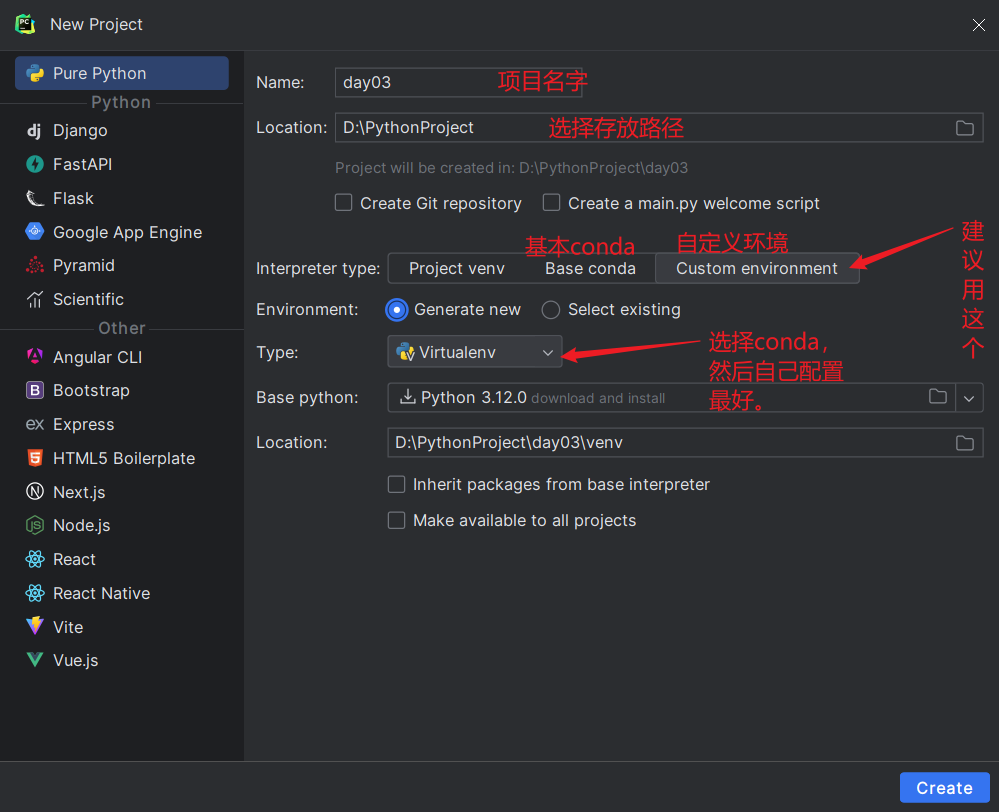 New Project
Pure Python
Python
Django
FastAPI
Flask
Google App Engine
Pyramid
Scientific
Other
Angular CLI
Bootstrap
Express
HTML5 Boilerplate
Next.js
Node.js
React
React Native
Vite
Vue.js
Name: day03 项目名字
Location: D:\PythonProject 选择存放路径
Project will be created in: D:\PythonProject\day03
Create Git repository Create a main.py welcome script
基本conda 自定义环境
Interpreter type: Project venv Base conda Custom environment
建议用这个
Environment: Generate new Select existing
Type: Virtualenv
选择conda，
然后自己配置
最好。
Base python: Python 3.12.0 download and install
Location: D:\PythonProject\day03\venv
Inherit packages from base interpreter
Make available to all projects
Create